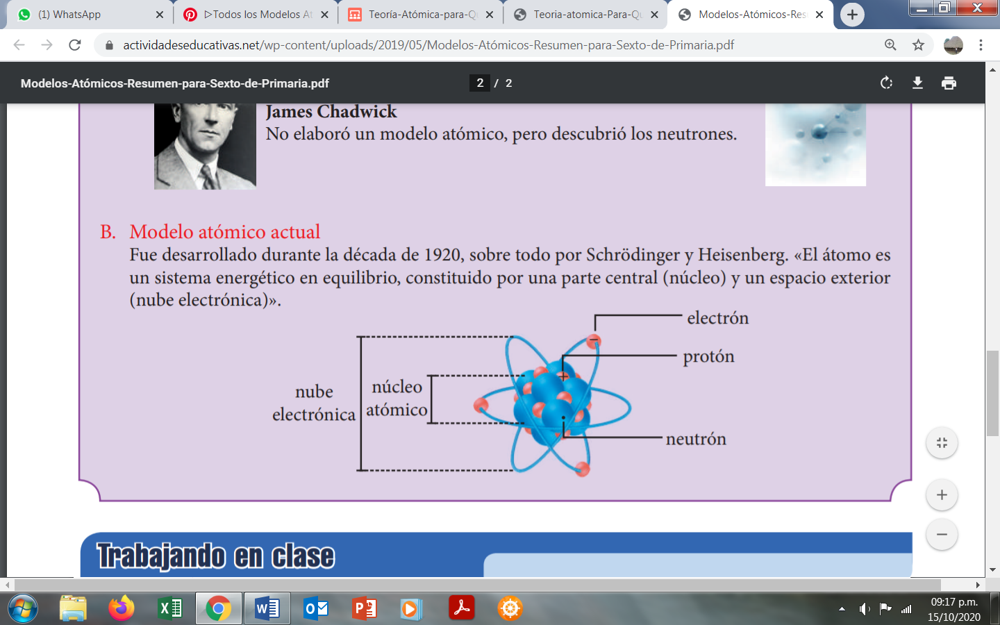 (1) WhatsApp
▷Todos los Modelos At
Teoría-Atómica-para-Qu
Teoria-atomica-Para-Qu
Modelos-Atómicos-Res
actividadeseducativas.net/wp-content/uploads/2019/05/Modelos-Atómicos-Resumen-para-Sexto-de-Primaria.pdf
Modelos-Atómicos-Resumen-para-Sexto-de-Primaria.pdf
2 / 2
James Chadwick
No elaboró un modelo atómico, pero descubrió los neutrones.
B. Modelo atómico actual
Fue desarrollado durante la década de 1920, sobre todo por Schrödinger y Heisenberg. «El átomo es
un sistema energético en equilibrio, constituido por una parte central (núcleo) y un espacio exterior
(nube electrónica)».
electrón
protón
nube
electrónica
núcleo
atómico
neutrón
Trabajando en clase
09:17 p.m.
15/10/2020